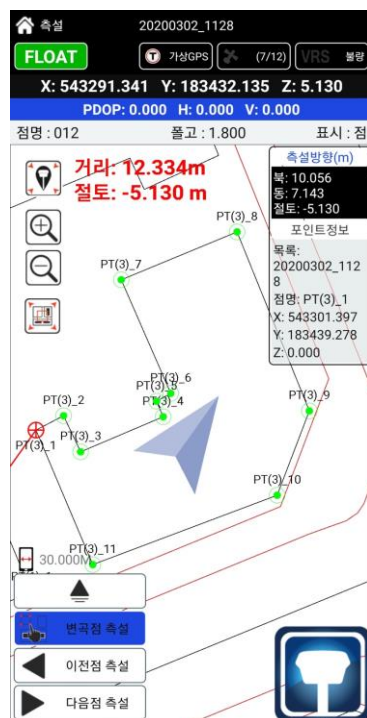 측설
20200302_1128
FLOAT
가상GPS
(7/12)
VRS 불량
X: 543291.341 Y: 183432.135 Z: 5.130
PDOP: 0.000 H: 0.000 V: 0.000
점명 : 012
폴고 : 1.800
표시 : 점
거리: 12.334m
절토: -5.130 m
측설방향(m)
북: 10.056
동: 7.143
절토: -5.130
포인트정보
목록:
20200302_112
8
점명: PT(3)_1
X: 543301.397
Y: 183439.278
Z: 0.000
PT(3)_8
PT(3)_7
PT(3)_6
PT(3)_5
PT(3)_4
PT(3)_2
PT(3)_9
PT(3)_1
PT(3)_3
PT(3)_10
PT(3)_11
30.000M
변곡점 측설
이전점 측설
다음점 측설